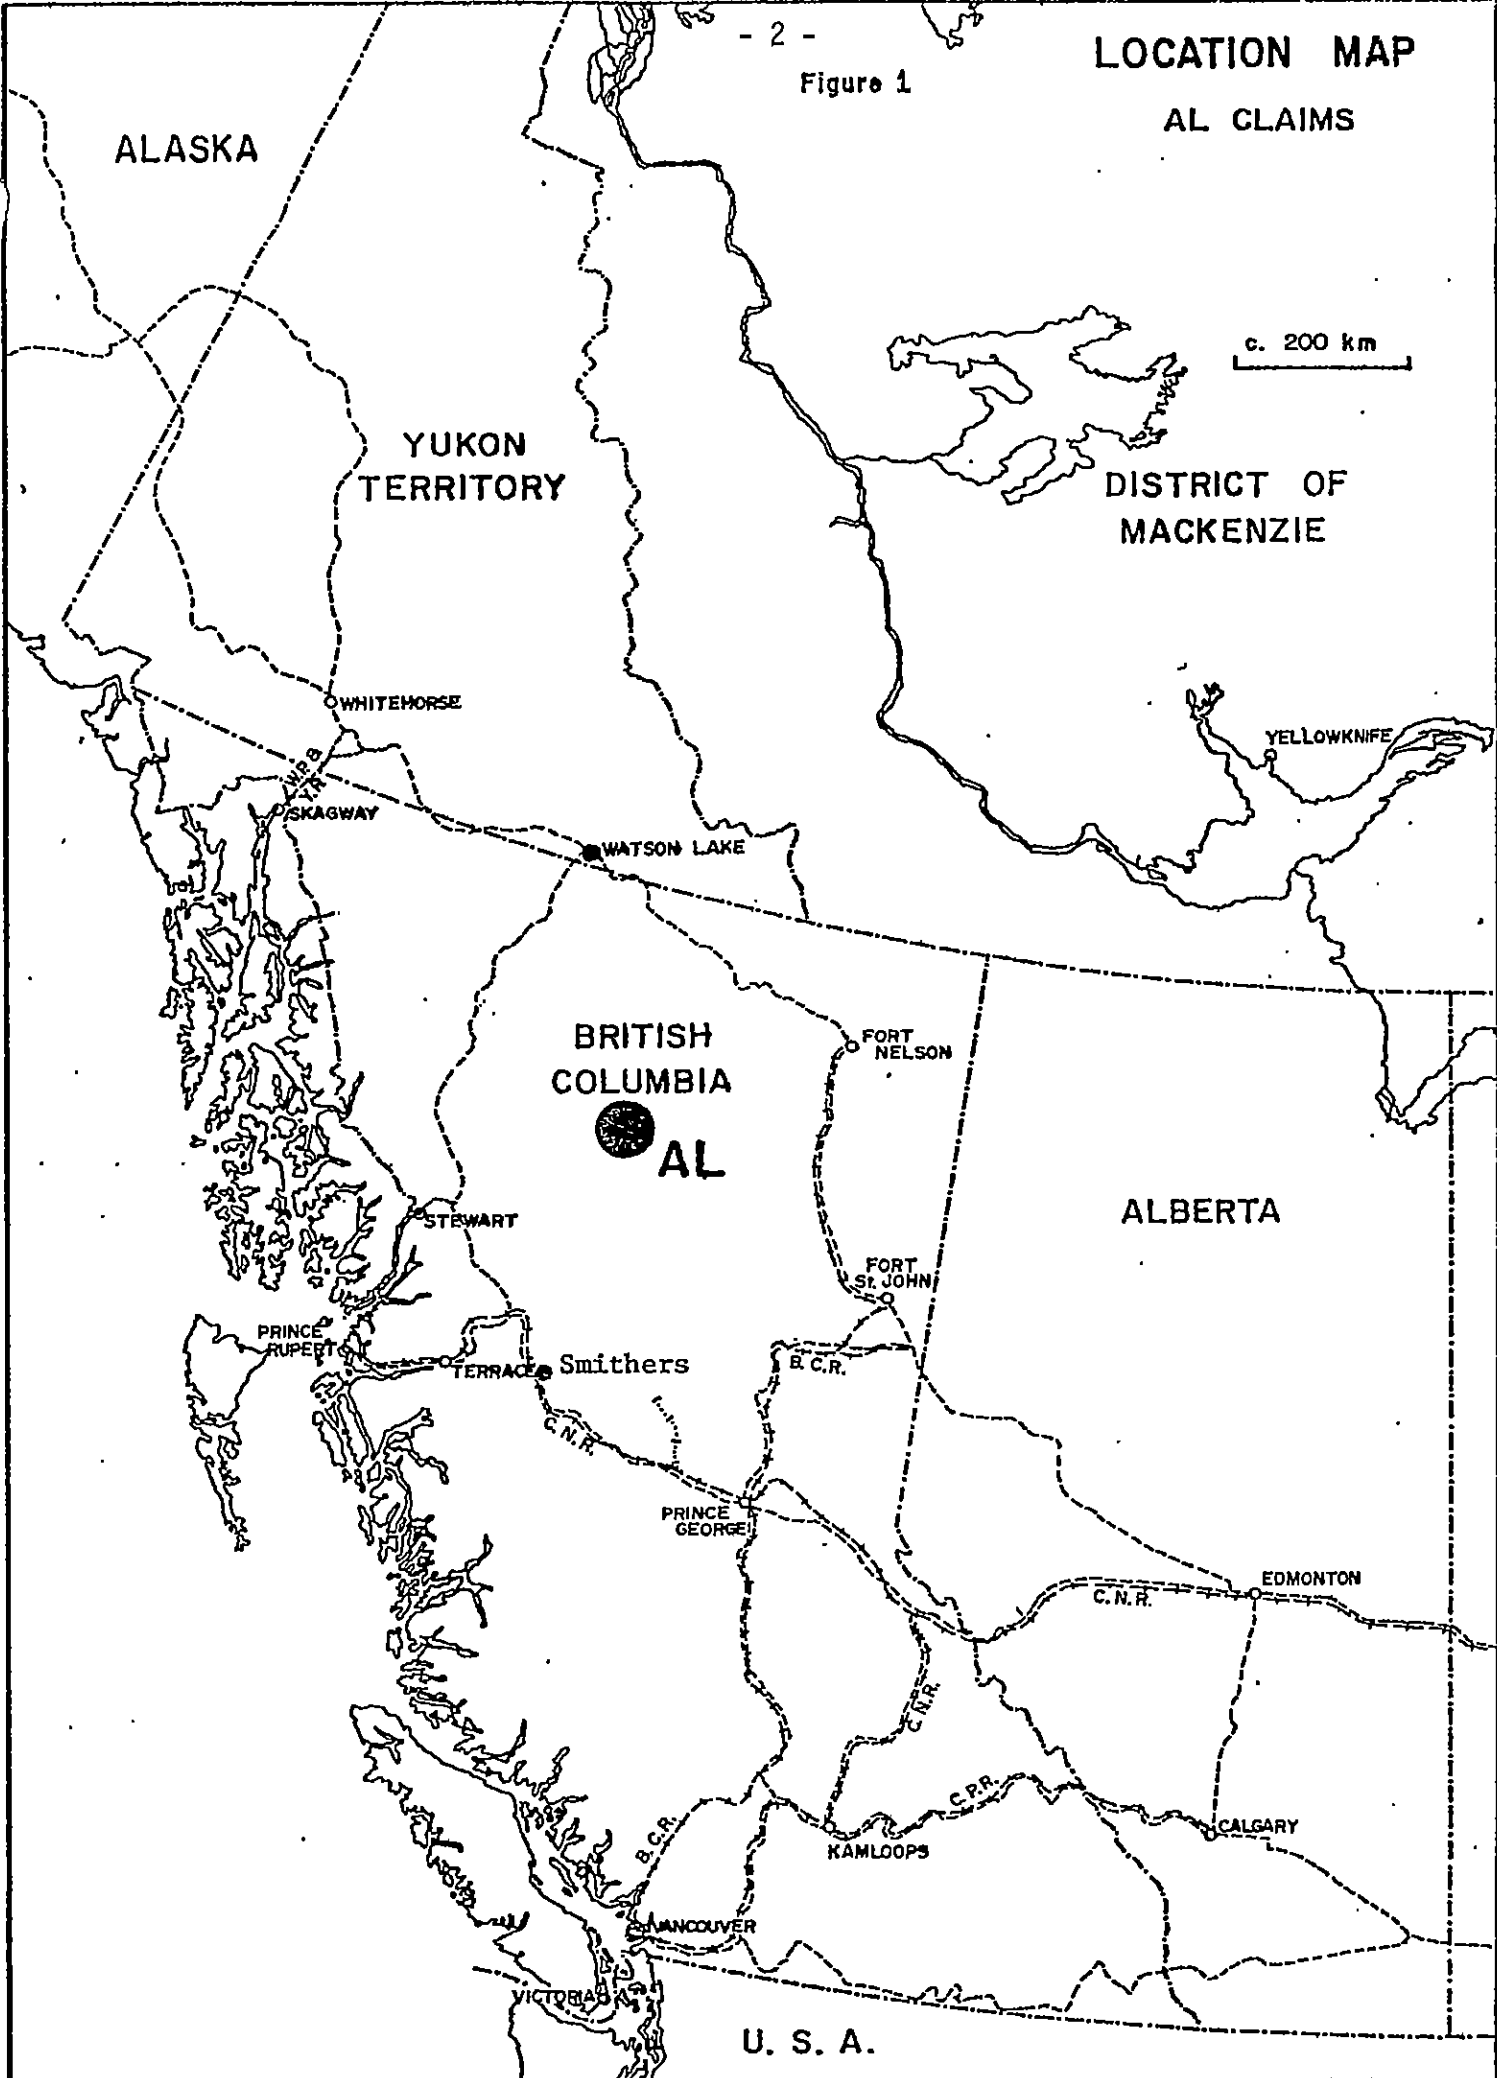 - 2 -
Figure 1
LOCATION MAP
AL CLAIMS
ALASKA
c. 200 km
YUKON
TERRITORY
DISTRICT OF
MACKENZIE
WHITEHORSE
YELLOWKNIFE
W.P. &
Y.R.
SKAGWAY
WATSON LAKE
BRITISH
COLUMBIA
FORT
NELSON
AL
ALBERTA
STEWART
FORT
St. JOHN
PRINCE
RUPERT
TERRACE
Smithers
B.C.R.
C.N.R.
PRINCE
GEORGE
EDMONTON
C.N.R.
C.N.R.
C.P.R.
B.C.R.
KAMLOOPS
CALGARY
VANCOUVER
VICTORIA
U. S. A.